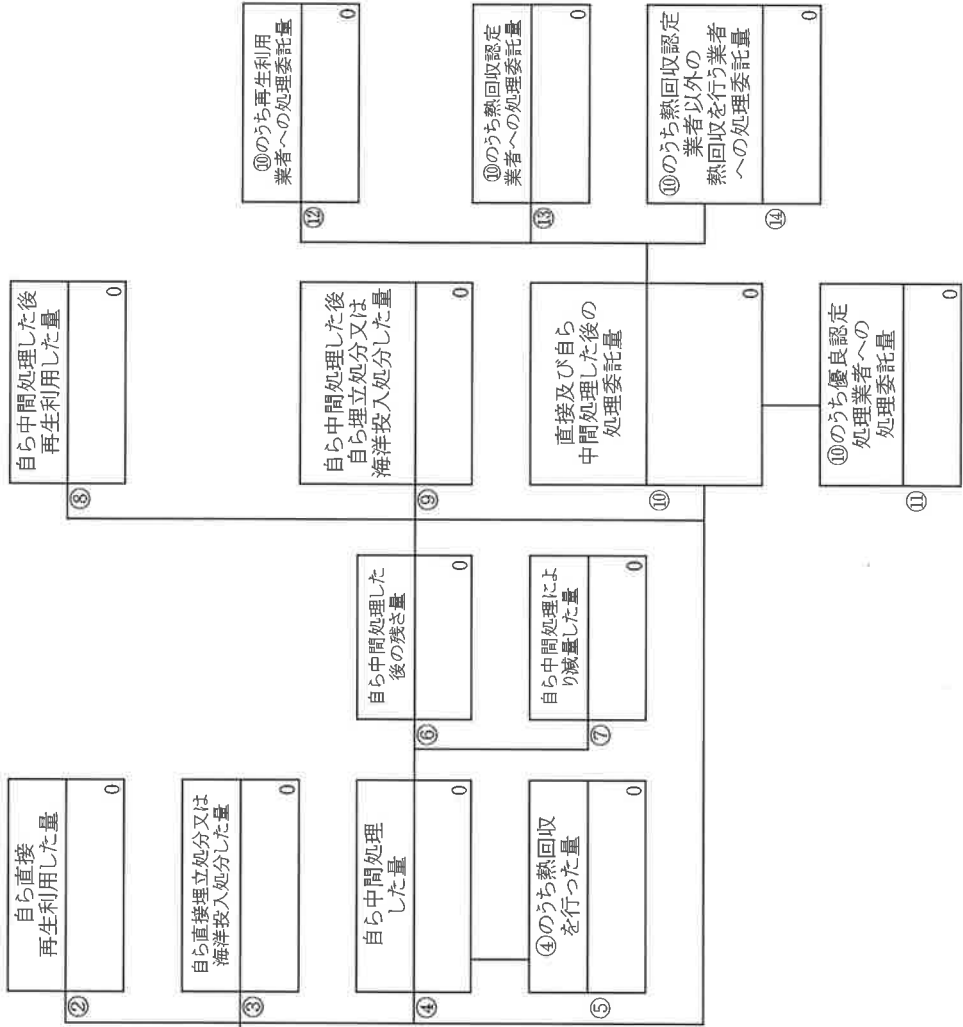 ②
自ら直接
再生利用した量
0
③
自ら直接埋立処分又は
海洋投入処分した量
0
④
自ら中間処理
した量
0
⑤
④のうち熱回収
を行った量
0
⑥
自ら中間処理した
後の残さ量
0
⑦
自ら中間処理によ
り減量した量
0
⑧
自ら中間処理した後
再生利用した量
0
⑨
自ら中間処理した後
自ら埋立処分又は
海洋投入処分した量
0
⑩
直接及び自ら
中間処理した後の
処理委託量
0
⑪
⑩のうち優良認定
処理業者への
処理委託量
0
⑫
⑩のうち再生利用
業者への処理委託量
0
⑬
⑩のうち熱回収認定
業者への処理委託量
0
⑭
⑩のうち熱回収認定
業者以外の
熱回収を行う業者
への処理委託量
0